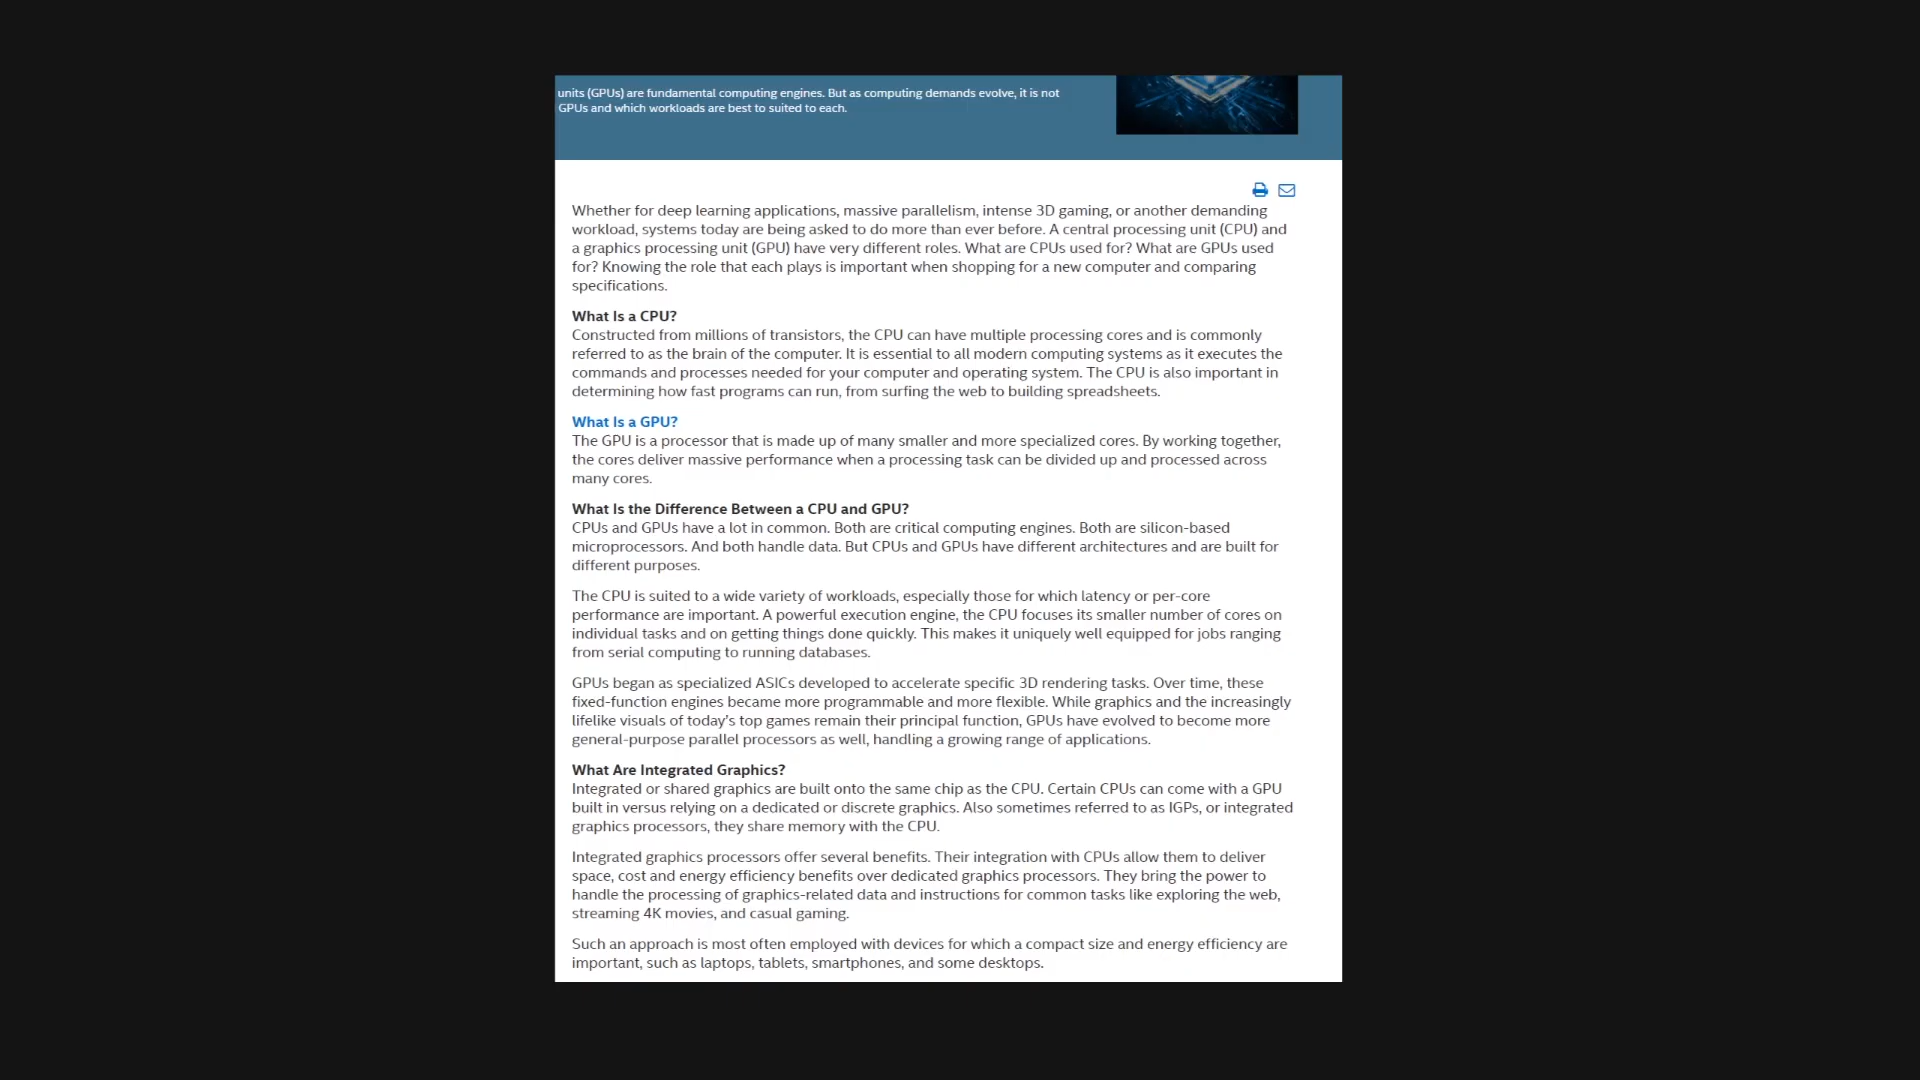 units (GPUs) are fundamental computing engines. But as computing demands evolve, it is not
GPUs and which workloads are best to suited to each.
Whether for deep learning applications, massive parallelism, intense 3D gaming, or another demanding
workload, systems today are being asked to do more than ever before. A central processing unit (CPU) and
a graphics processing unit (GPU) have very different roles. What are CPUs used for? What are GPUs used
for? Knowing the role that each plays is important when shopping for a new computer and comparing
specifications.
What Is a CPU?
Constructed from millions of transistors, the CPU can have multiple processing cores and is commonly
referred to as the brain of the computer. It is essential to all modern computing systems as it executes the
commands and processes needed for your computer and operating system. The CPU is also important in
determining how fast programs can run, from surfing the web to building spreadsheets.
What Is a GPU?
The GPU is a processor that is made up of many smaller and more specialized cores. By working together,
the cores deliver massive performance when a processing task can be divided up and processed across
many cores.
What Is the Difference Between a CPU and GPU?
CPUs and GPUs have a lot in common. Both are critical computing engines. Both are silicon-based
microprocessors. And both handle data. But CPUs and GPUs have different architectures and are built for
different purposes.
The CPU is suited to a wide variety of workloads, especially those for which latency or per-core
performance are important. A powerful execution engine, the CPU focuses its smaller number of cores on
individual tasks and on getting things done quickly. This makes it uniquely well equipped for jobs ranging
from serial computing to running databases.
GPUs began as specialized ASICs developed to accelerate specific 3D rendering tasks. Over time, these
fixed-function engines became more programmable and more flexible. While graphics and the increasingly
lifelike visuals of today's top games remain their principal function, GPUs have evolved to become more
general-purpose parallel processors as well, handling a growing range of applications.
What Are Integrated Graphics?
Integrated or shared graphics are built onto the same chip as the CPU. Certain CPUs can come with a GPU
built in versus relying on a dedicated or discrete graphics. Also sometimes referred to as IGPs, or integrated
graphics processors, they share memory with the CPU.
Integrated graphics processors offer several benefits. Their integration with CPUs allow them to deliver
space, cost and energy efficiency benefits over dedicated graphics processors. They bring the power to
handle the processing of graphics-related data and instructions for common tasks like exploring the web,
streaming 4K movies, and casual gaming.
Such an approach is most often employed with devices for which a compact size and energy efficiency are
important, such as laptops, tablets, smartphones, and some desktops.